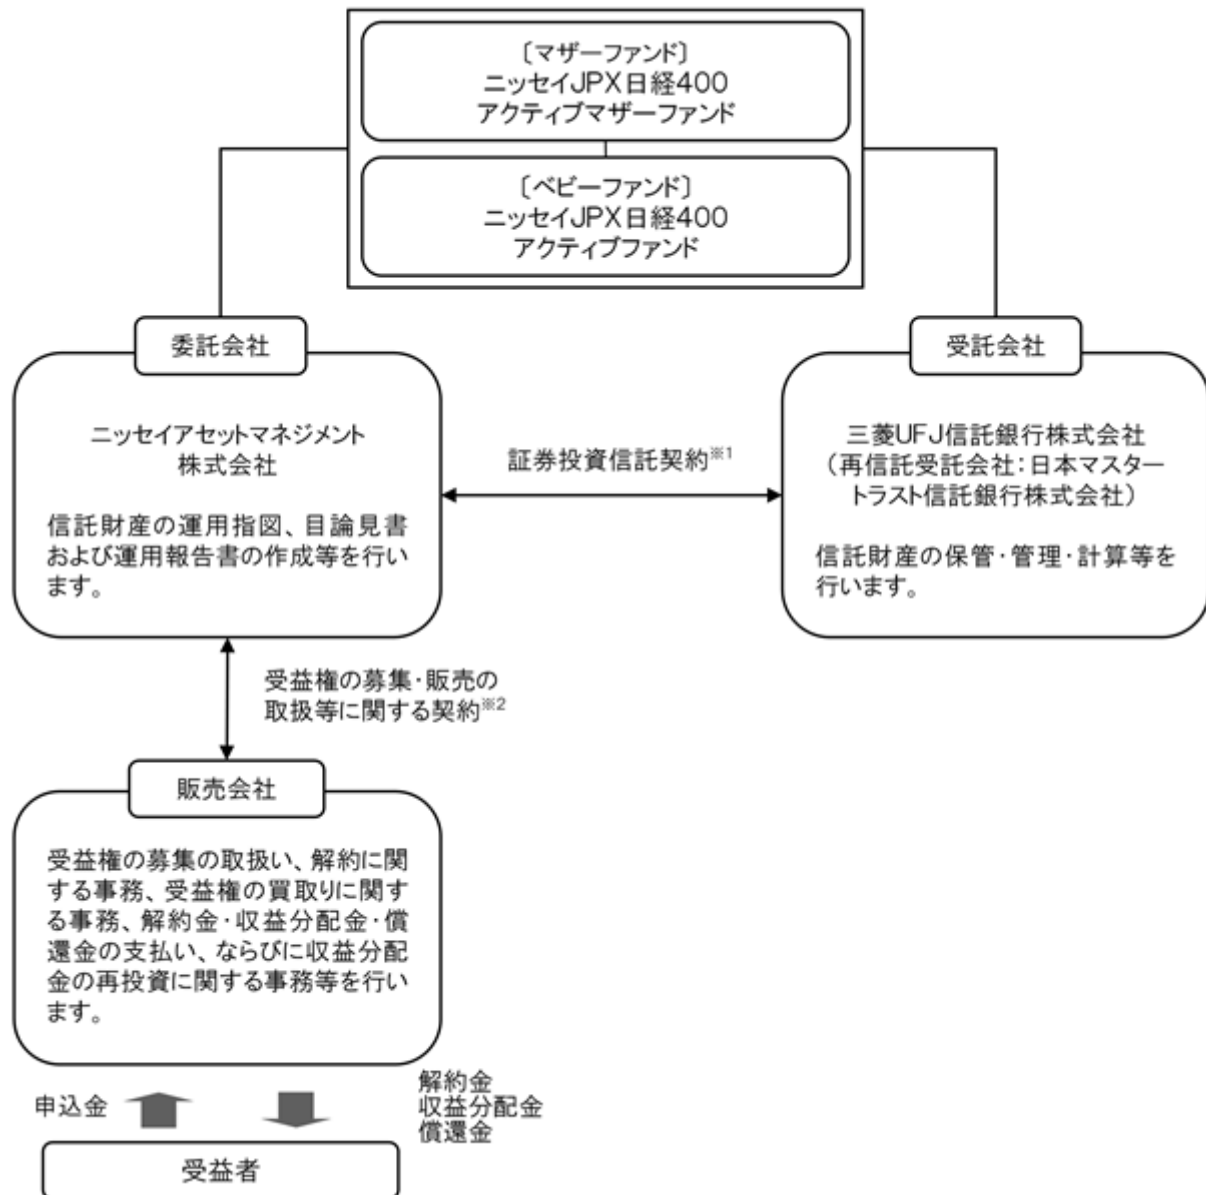 〔マザーファンド〕
ニッセイJPX日経400
アクティブマザーファンド
〔ベビーファンド〕
ニッセイJPX日経400
アクティブファンド
委託会社
ニッセイアセットマネジメント
株式会社
信託財産の運用指図、目論見書
および運用報告書の作成等を行い
ます。
証券投資信託契約※1
受託会社
三菱UFJ信託銀行株式会社
（再信託受託会社：日本マスター
トラスト信託銀行株式会社）
信託財産の保管・管理・計算等を
行います。
受益権の募集・販売の
取扱等に関する契約※2
販売会社
受益権の募集の取扱い、解約に関
する事務、受益権の買取りに関す
る事務、解約金・収益分配金・償
還金の支払い、ならびに収益分配
金の再投資に関する事務等を行い
ます。
申込金
解約金
収益分配金
償還金
受益者